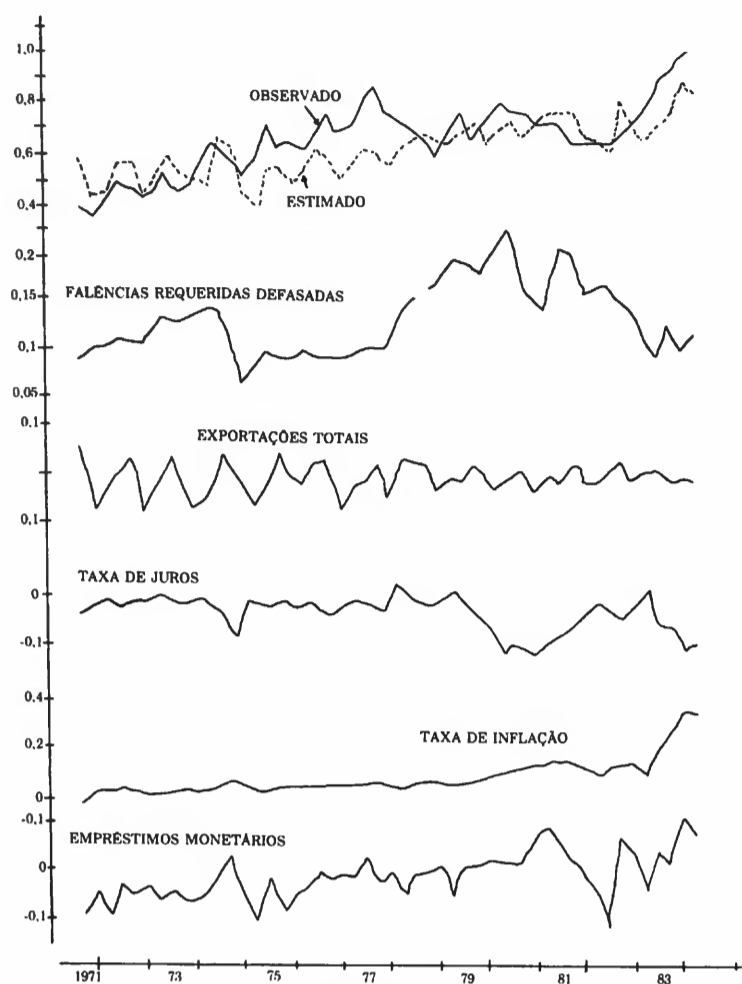 1,0
OBSERVADO
0,8
0,6
ESTIMADO
0,4
0,2
FALÊNCIAS REQUERIDAS DEFASADAS
0,15
0,1
0,05
0.1
EXPORTAÇÕES TOTAIS
0.1
TAXA DE JUROS
0
-0.1
0,4
TAXA DE INFLAÇÃO
0,2
0
-0,1
EMPRÉSTIMOS MONETÁRIOS
0
-0,1
1971 73 75 77 79 81 83